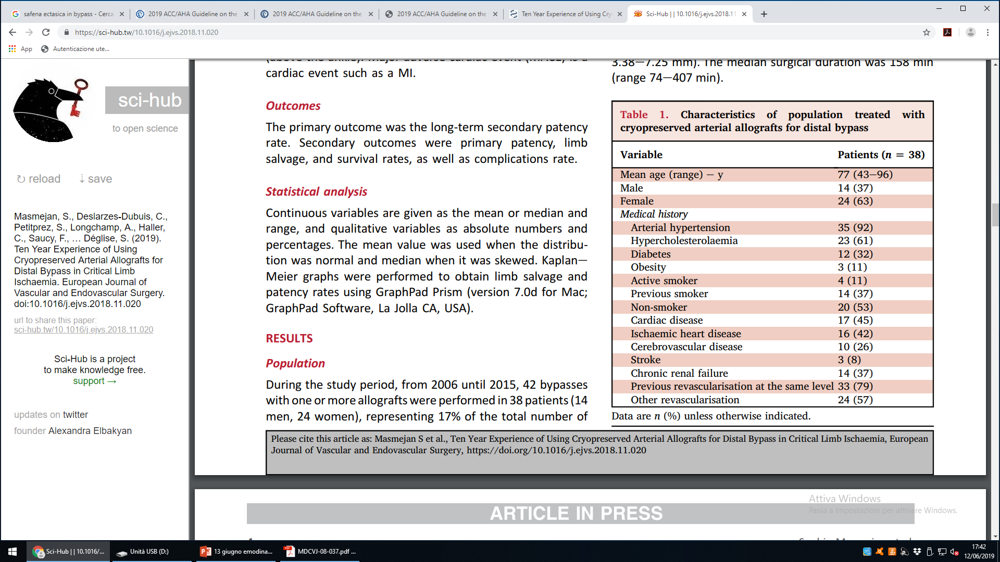 safena ectasica in bypass - Cerca
2019 ACC/AHA Guideline on the
2019 ACC/AHA Guideline on the
2019 ACC/AHA Guideline on the
Ten Year Experience of Using Cry
Sci-Hub | | 10.1016/j.ejvs.2018.11
https://sci-hub.tw/10.1016/j.ejvs.2018.11.020
App
Autenticazione ute...
sci-hub
to open science
↻ reload ⇣ save
Masmejan, S., Deslarzes-Dubuis, C.,
Petitprez, S., Longchamp, A., Haller,
C., Saucy, F., … Déglise, S. (2019).
Ten Year Experience of Using
Cryopreserved Arterial Allografts for
Distal Bypass in Critical Limb
Ischaemia. European Journal of
Vascular and Endovascular Surgery.
doi:10.1016/j.ejvs.2018.11.020
url to share this paper:
sci-hub.tw/10.1016/j.ejvs.2018.11.020
Sci-Hub is a project
to make knowledge free.
support →
updates on twitter
founder Alexandra Elbakyan
(above the ankle). Major adverse cardiac event (MACE) is a
cardiac event such as a MI.
Outcomes
The primary outcome was the long-term secondary patency
rate. Secondary outcomes were primary patency, limb
salvage, and survival rates, as well as complications rate.
Statistical analysis
Continuous variables are given as the mean or median and
range, and qualitative variables as absolute numbers and
percentages. The mean value was used when the distribu-
tion was normal and median when it was skewed. Kaplan—
Meier graphs were performed to obtain limb salvage and
patency rates using GraphPad Prism (version 7.0d for Mac;
GraphPad Software, La Jolla CA, USA).
RESULTS
Population
During the study period, from 2006 until 2015, 42 bypasses
with one or more allografts were performed in 38 patients (14
men, 24 women), representing 17% of the total number of
3.38—7.25 mm). The median surgical duration was 158 min
(range 74—407 min).
Table 1. Characteristics of population treated with
cryopreserved arterial allografts for distal bypass
Variable Patients (n = 38)
Mean age (range) — y 77 (43—96)
Male 14 (37)
Female 24 (63)
Medical history
Arterial hypertension 35 (92)
Hypercholesterolaemia 23 (61)
Diabetes 12 (32)
Obesity 3 (11)
Active smoker 4 (11)
Previous smoker 14 (37)
Non-smoker 20 (53)
Cardiac disease 17 (45)
Ischaemic heart disease 16 (42)
Cerebrovascular disease 10 (26)
Stroke 3 (8)
Chronic renal failure 14 (37)
Previous revascularisation at the same level 33 (79)
Other revascularisation 24 (57)
Data are n (%) unless otherwise indicated.
Please cite this article as: Masmejan S et al., Ten Year Experience of Using Cryopreserved Arterial Allografts for Distal Bypass in Critical Limb Ischaemia, European
Journal of Vascular and Endovascular Surgery, https://doi.org/10.1016/j.ejvs.2018.11.020
ARTICLE IN PRESS
Attiva Windows
Passa a Impostazioni per attivare Windows.
Sci-Hub | | 10.1016/...
Unità USB (D:)
13 giugno emodina...
MDCVJ-08-037.pdf ...
17:42
12/06/2019